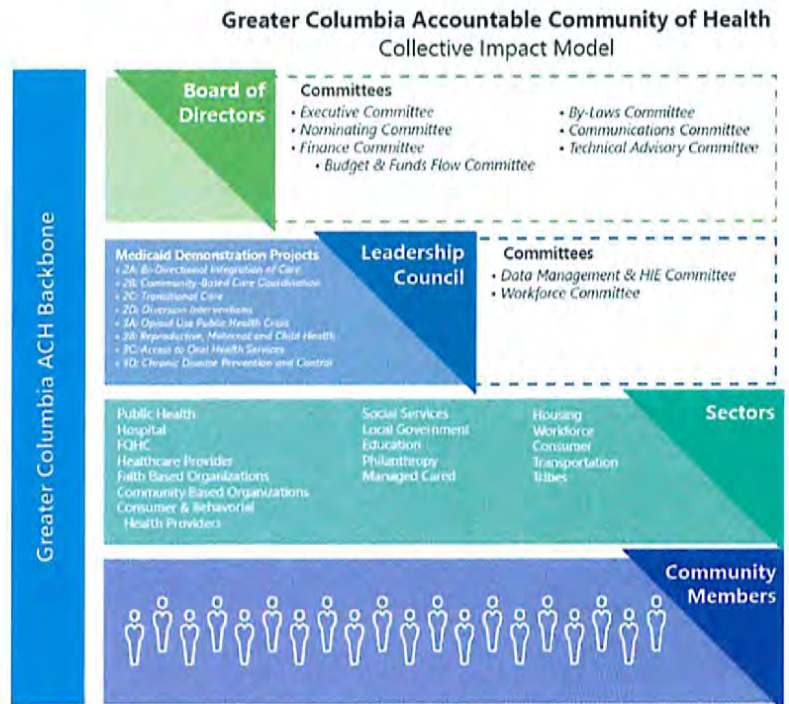 Greater Columbia Accountable Community of Health
Collective Impact Model
Greater Columbia ACH Backbone
Board of
Directors
Committees
• Executive Committee
• Nominating Committee
• Finance Committee
• Budget & Funds Flow Committee
• By-Laws Committee
• Communications Committee
• Technical Advisory Committee
Medicaid Demonstration Projects
• 2A: Bi-Directional Integration of Care
• 2B: Community-Based Care Coordination
• 2C: Transitional Care
• 2D: Diversion Interventions
• 3A: Opioid Use Public Health Crisis
• 3B: Reproductive, Maternal and Child Health
• 3C: Access to Oral Health Services
• 3D: Chronic Disease Prevention and Control
Leadership
Council
Committees
• Data Management & HIE Committee
• Workforce Committee
Public Health
Hospital
FQHC
Healthcare Provider
Faith Based Organizations
Community Based Organizations
Consumer & Behavorial
Health Providers
Social Services
Local Government
Education
Philanthropy
Managed Cared
Housing
Workforce
Consumer
Transportation
Tribes
Sectors
Community
Members